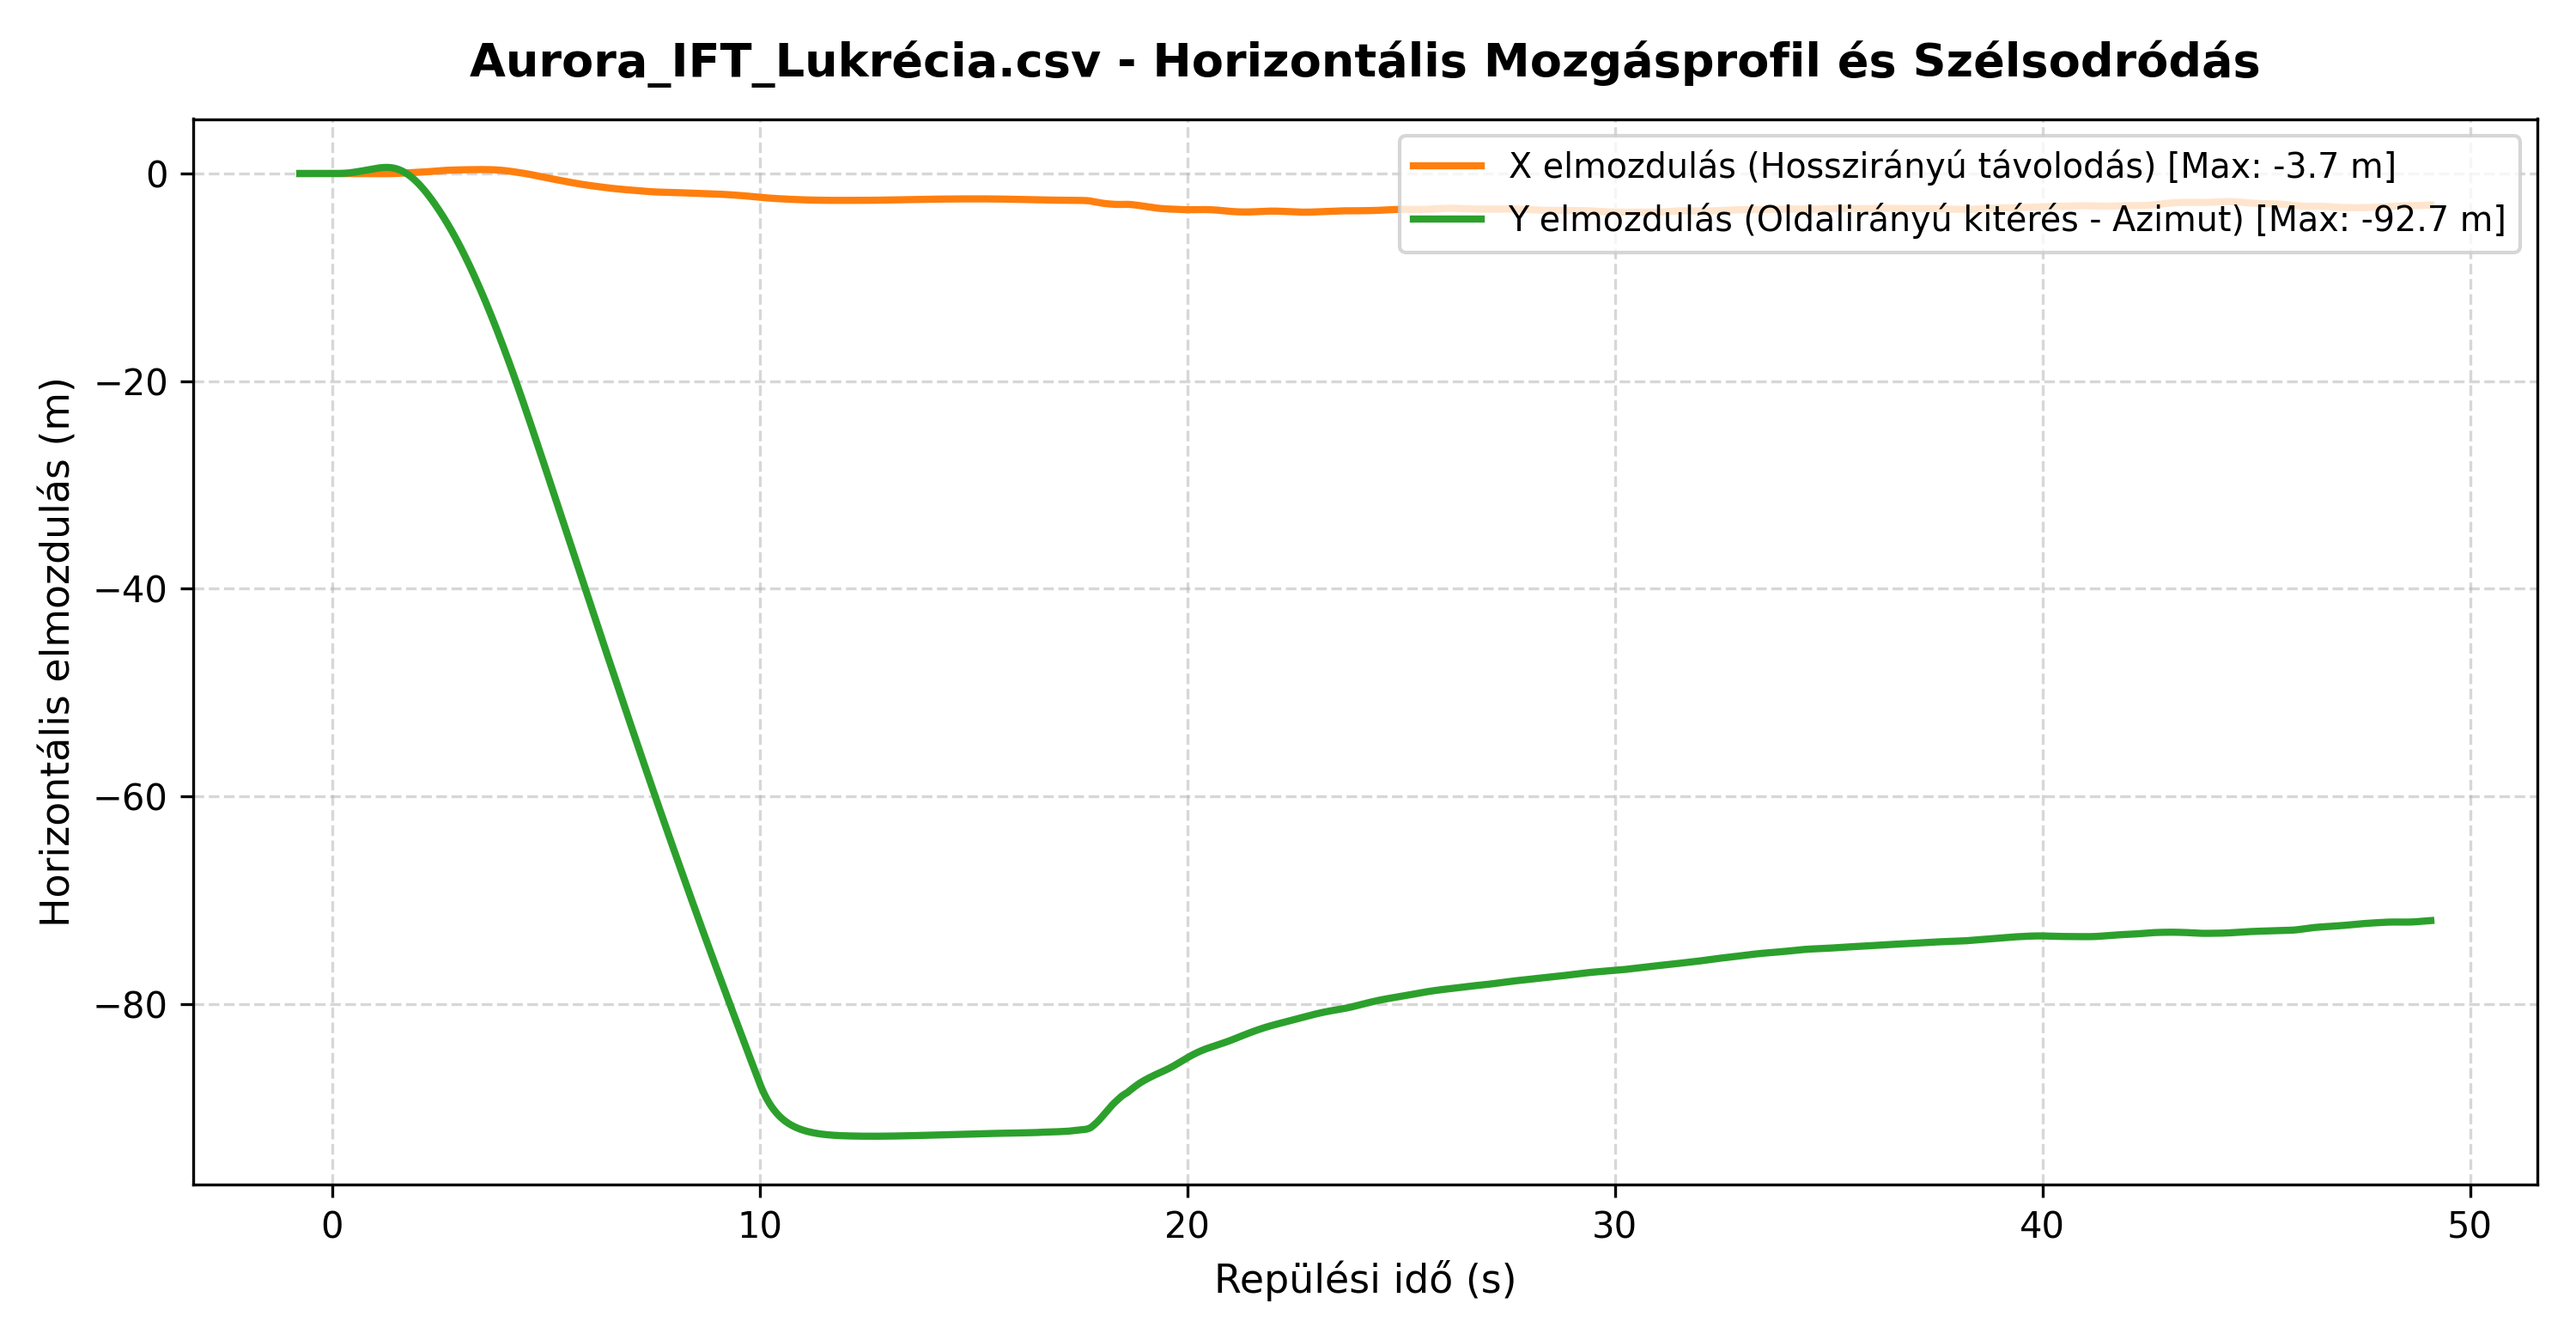 Aurora_IFT_Lukrécia.csv - Horizontális Mozgásprofil és Szélsodródás
X elmozdulás (Hosszirányú távolodás) [Max: -3.7 m]
Y elmozdulás (Oldalirányú kitérés - Azimut) [Max: -92.7 m]
Horizontális elmozdulás (m)
0
−20
−40
−60
−80
0 10 20 30 40 50
Repülési idő (s)